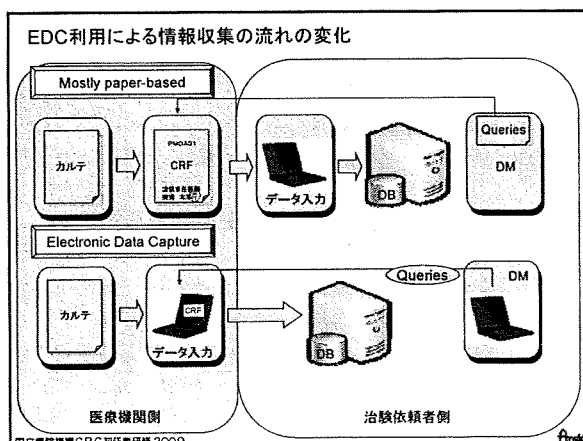 EDC利用による情報収集の流れの変化
Mostly paper-based
カルテ
PMDA91
CRF
データ入力
DB
Queries
DM
Electronic Data Capture
カルテ
CRF
データ入力
DB
Queries
DM
医療機関側
治験依頼者側